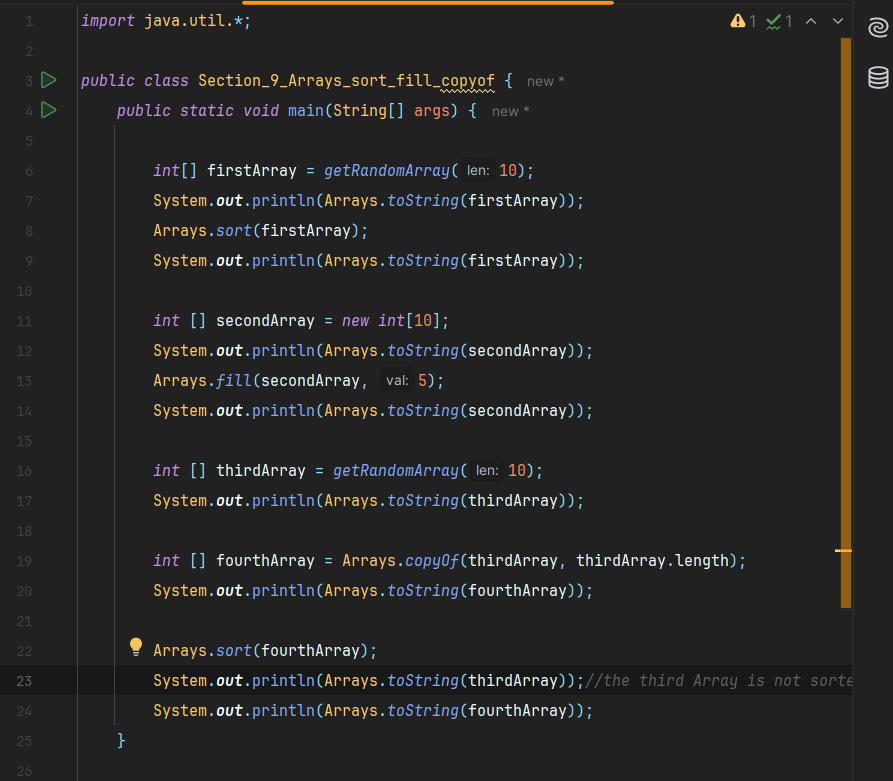 1 import java.util.*; 1 1
2
3 public class Section_9_Arrays_sort_fill_copyof { new *
4 public static void main(String[] args) { new *
5
6 int[] firstArray = getRandomArray( len: 10);
7 System.out.println(Arrays.toString(firstArray));
8 Arrays.sort(firstArray);
9 System.out.println(Arrays.toString(firstArray));
10
11 int [] secondArray = new int[10];
12 System.out.println(Arrays.toString(secondArray));
13 Arrays.fill(secondArray, val: 5);
14 System.out.println(Arrays.toString(secondArray));
15
16 int [] thirdArray = getRandomArray( len: 10);
17 System.out.println(Arrays.toString(thirdArray));
18
19 int [] fourthArray = Arrays.copyOf(thirdArray, thirdArray.length);
20 System.out.println(Arrays.toString(fourthArray));
21
22 Arrays.sort(fourthArray);
23 System.out.println(Arrays.toString(thirdArray));//the third Array is not sorte
24 System.out.println(Arrays.toString(fourthArray));
25 }
26